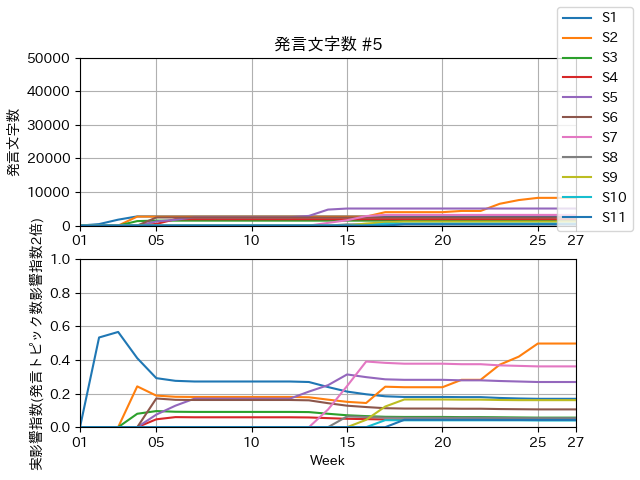 発言文字数 #5
発言文字数
50000
40000
30000
20000
10000
0
01 05 10 15 20 25 27
S1
S2
S3
S4
S5
S6
S7
S8
S9
S10
S11
実影響指数(発言トピック数影響指数2倍)
1.0
0.8
0.6
0.4
0.2
0.0
01 05 10 15 20 25 27
Week